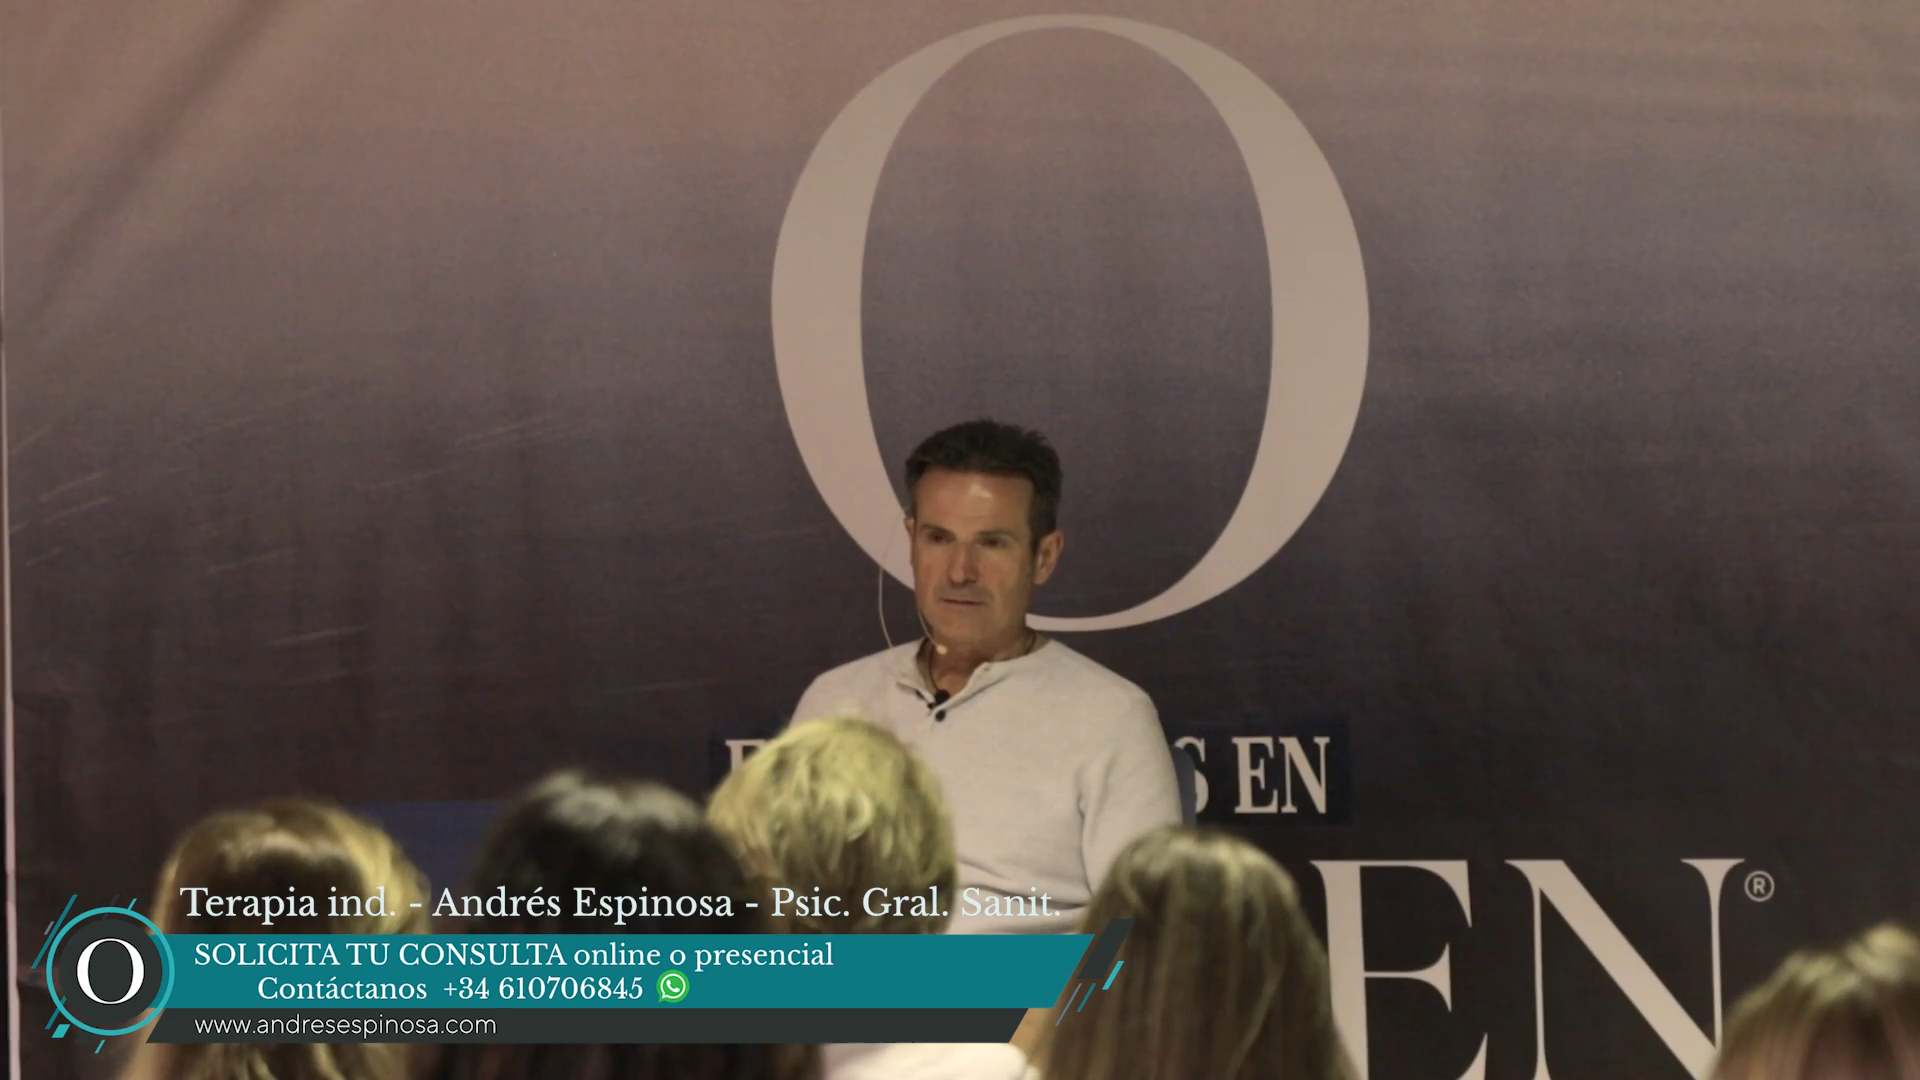 O
S EN
EN®
Terapia ind. - Andrés Espinosa - Psic. Gral. Sanit.
O
SOLICITA TU CONSULTA online o presencial
Contáctanos +34 610706845
www.andresespinosa.com